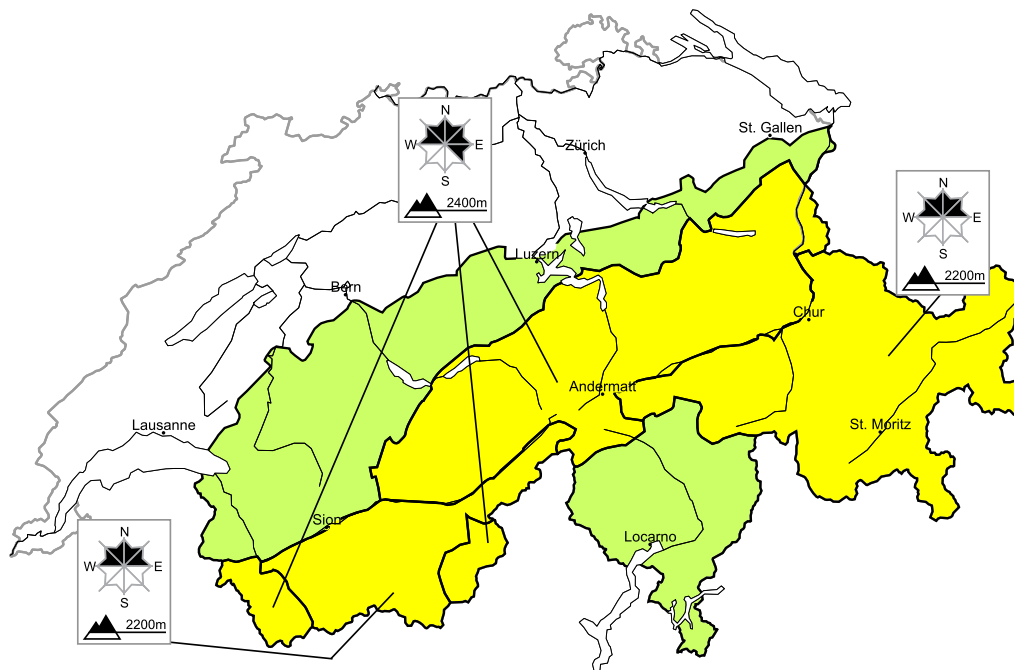 N
W E
S
2400m
St. Gallen
Zürich
N
W E
S
2200m
Luzern
Bern
Chur
Andermatt
Lausanne
St. Moritz
Sion
N
W E
S
2200m
Locarno